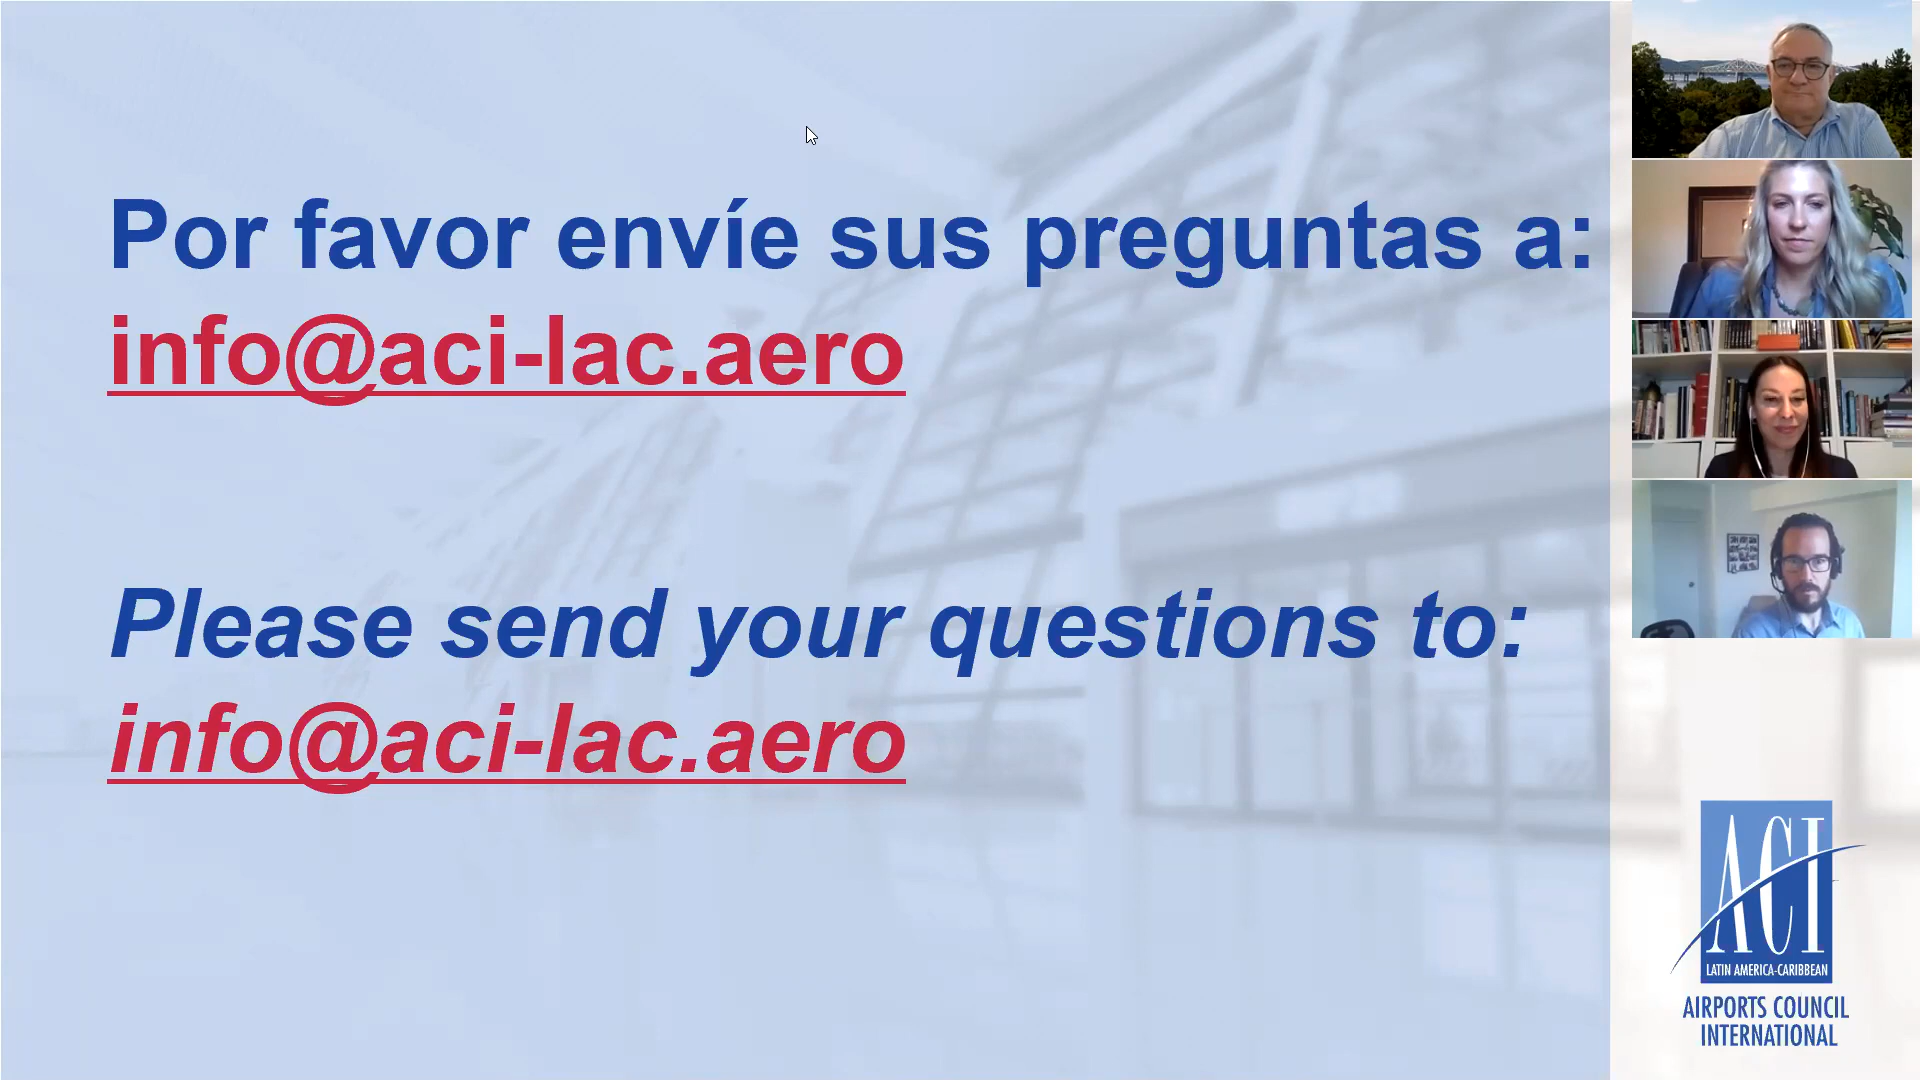 Por favor envíe sus preguntas a:
info@aci-lac.aero
Please send your questions to:
info@aci-lac.aero
ACI
LATIN AMERICA-CARIBBEAN
AIRPORTS COUNCIL
INTERNATIONAL